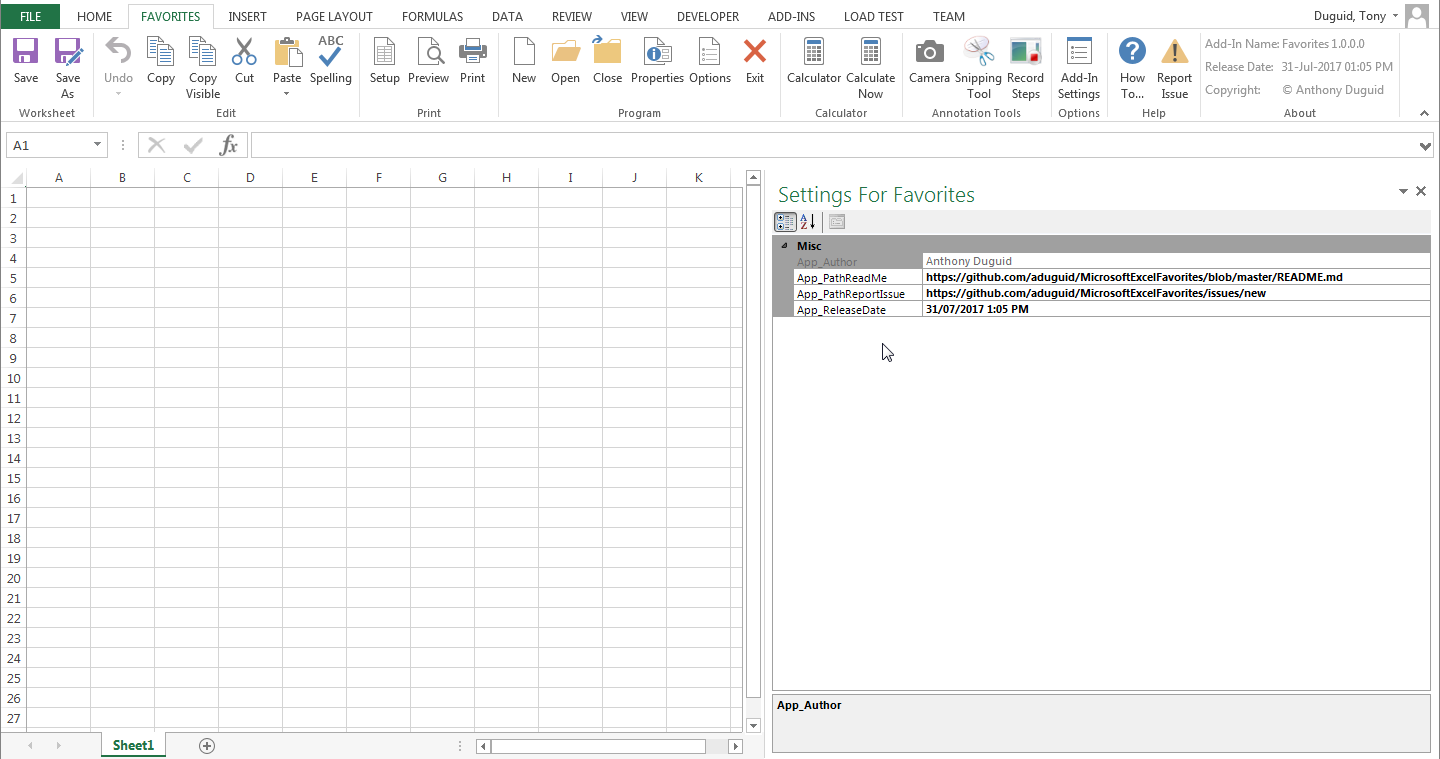 FILE HOME FAVORITES INSERT PAGE LAYOUT FORMULAS DATA REVIEW VIEW DEVELOPER ADD-INS LOAD TEST TEAM Duguid, Tony
ABC
Save Save As Undo Copy Copy Visible Cut Paste Spelling Setup Preview Print New Open Close Properties Options Exit Calculator Calculate Now Camera Snipping Tool Record Steps Add-In Settings How To... Report Issue
Add-In Name: Favorites 1.0.0.0
Release Date: 31-Jul-2017 01:05 PM
Copyright: © Anthony Duguid
Worksheet Edit Print Program Calculator Annotation Tools Options Help About
A1 fx
A B C D E F G H I J K
1
2
3
4
5
6
7
8
9
10
11
12
13
14
15
16
17
18
19
20
21
22
23
24
25
26
27
Sheet1
Settings For Favorites
A Z
Misc
App_Author Anthony Duguid
App_PathReadMe https://github.com/aduguid/MicrosoftExcelFavorites/blob/master/README.md
App_PathReportIssue https://github.com/aduguid/MicrosoftExcelFavorites/issues/new
App_ReleaseDate 31/07/2017 1:05 PM
App_Author